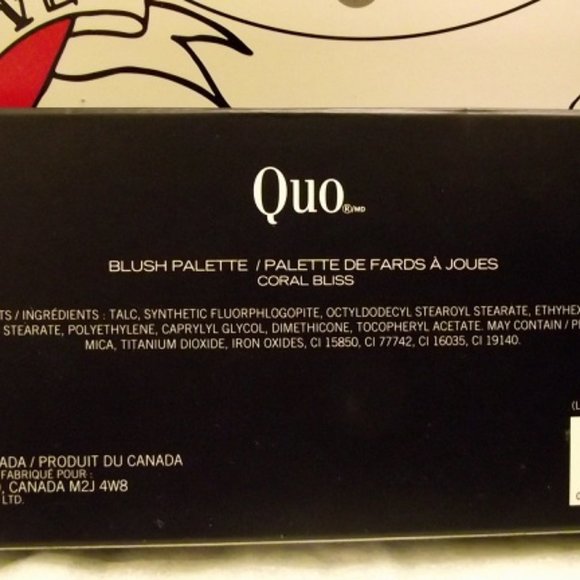 Quo®/MD
BLUSH PALETTE / PALETTE DE FARDS À JOUES
CORAL BLISS
TS / INGRÉDIENTS : TALC, SYNTHETIC FLUORPHLOGOPITE, OCTYLDODECYL STEAROYL STEARATE, ETHYHEX
STEARATE, POLYETHYLENE, CAPRYLYL GLYCOL, DIMETHICONE, TOCOPHERYL ACETATE. MAY CONTAIN / P
MICA, TITANIUM DIOXIDE, IRON OXIDES, CI 15850, CI 77742, CI 16035, CI 19140.
(L
ADA / PRODUIT DU CANADA
FABRIQUÉ POUR :
, CANADA M2J 4W8
LTD.